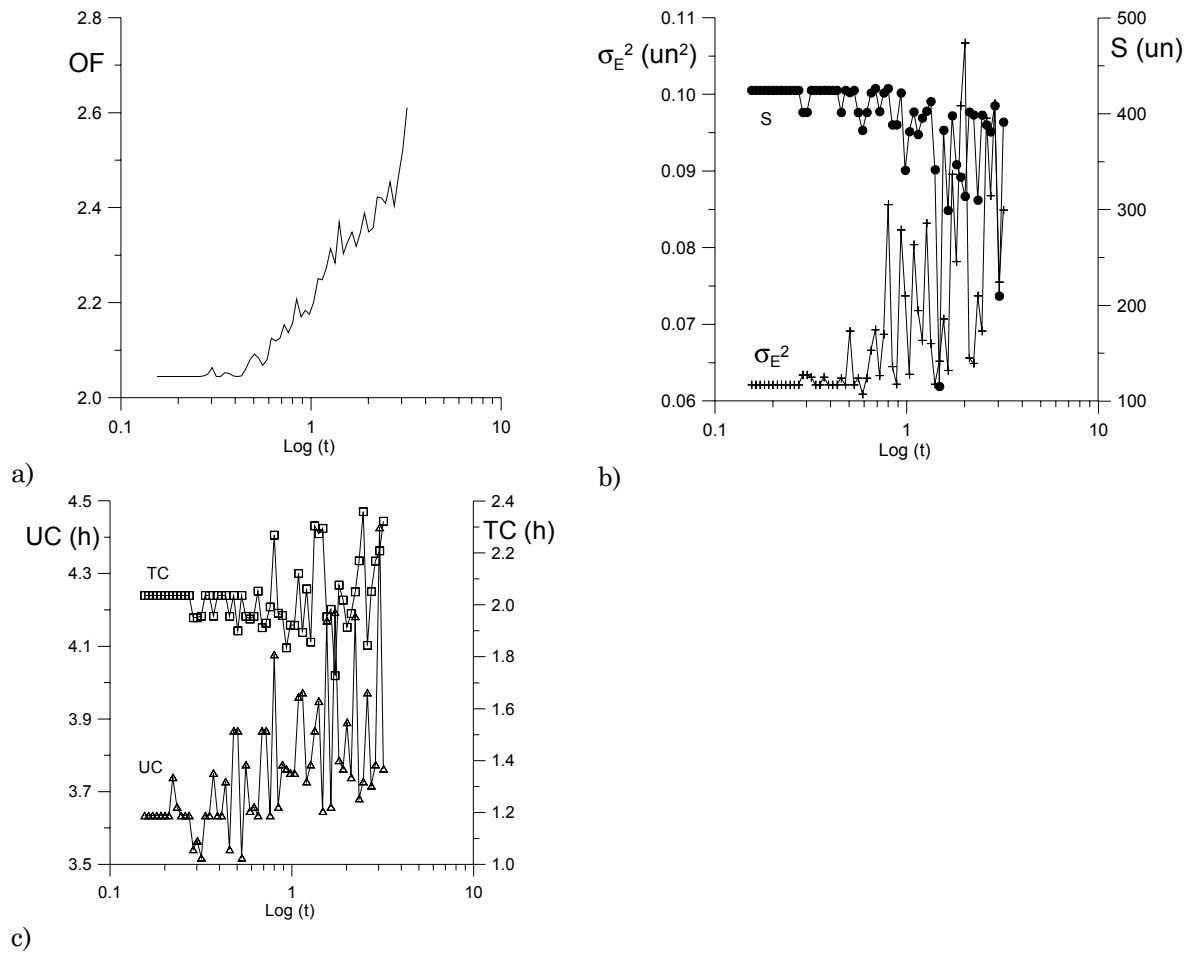 2.8
OF
2.6
2.4
2.2
2.0
0.1 1 10
Log (t)
a)
0.11 500
σE² (un²) S (un)
0.10 400
S
0.09
300
0.08
200
0.07
σE²
0.06 100
0.1 1 10
Log (t)
b)
4.5 2.4
UC (h) TC (h)
2.2
4.3
TC 2.0
4.1 1.8
3.9 1.6
1.4
UC
3.7 1.2
3.5 1.0
0.1 1 10
Log (t)
c)